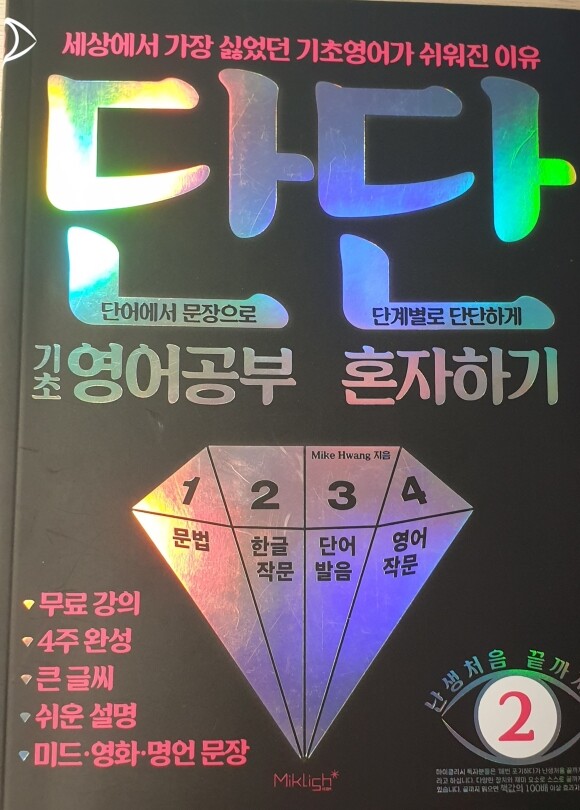 세상에서 가장 싫었던 기초영어가 쉬워진 이유
단단
단어에서 문장으로 단계별로 단단하게
기초 영어공부 혼자하기
Mike Hwang 지음
1 2 3 4
문법 한글작문 단어발음 영어작문
무료 강의
4주 완성
큰 글씨
쉬운 설명
미드·영화·명언 문장
난생처음 끝까지
2
Miklish*